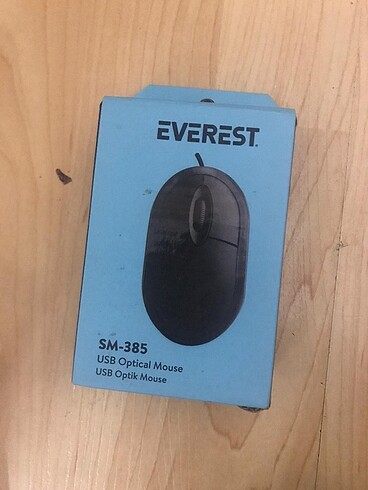 EVEREST
SM-385
USB Optical Mouse
USB Optik Mouse